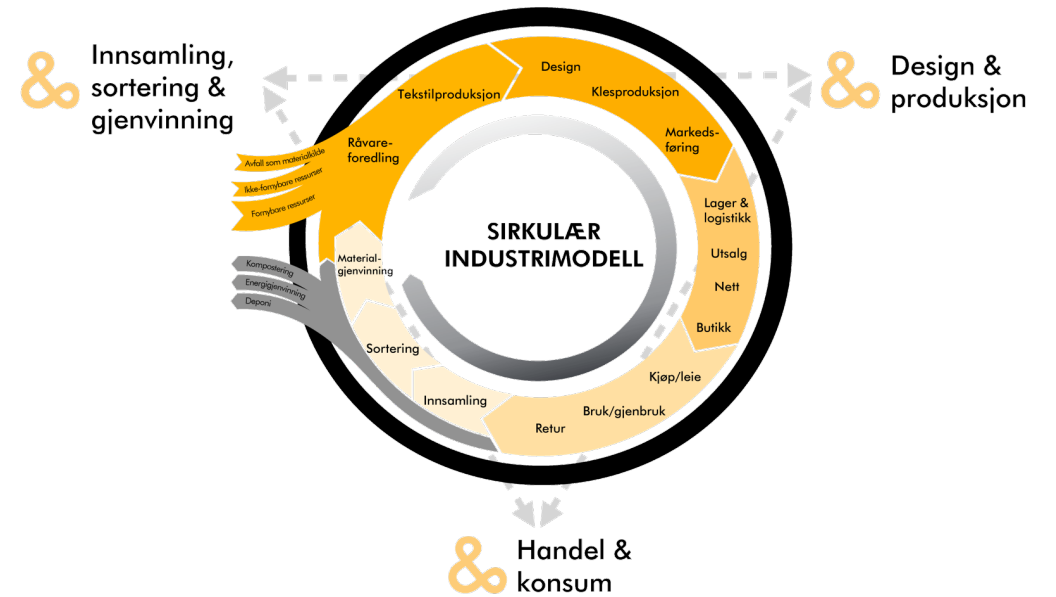 Innsamling,
sortering &
gjenvinning
&
Design &
produksjon
&
Design
Tekstilproduksjon
Klesproduksjon
Markeds-
føring
Råvare-
foredling
Avfall som materialkilde
Ikke-fornybare ressurser
Fornybare ressurser
Lager &
logistikk
SIRKULÆR
INDUSTRIMODELL
Utsalg
Nett
Butikk
Material-
gjenvinning
Kompostering
Energigjenvinning
Deponi
Sortering
Innsamling
Kjøp/leie
Bruk/gjenbruk
Retur
&
Handel &
konsum